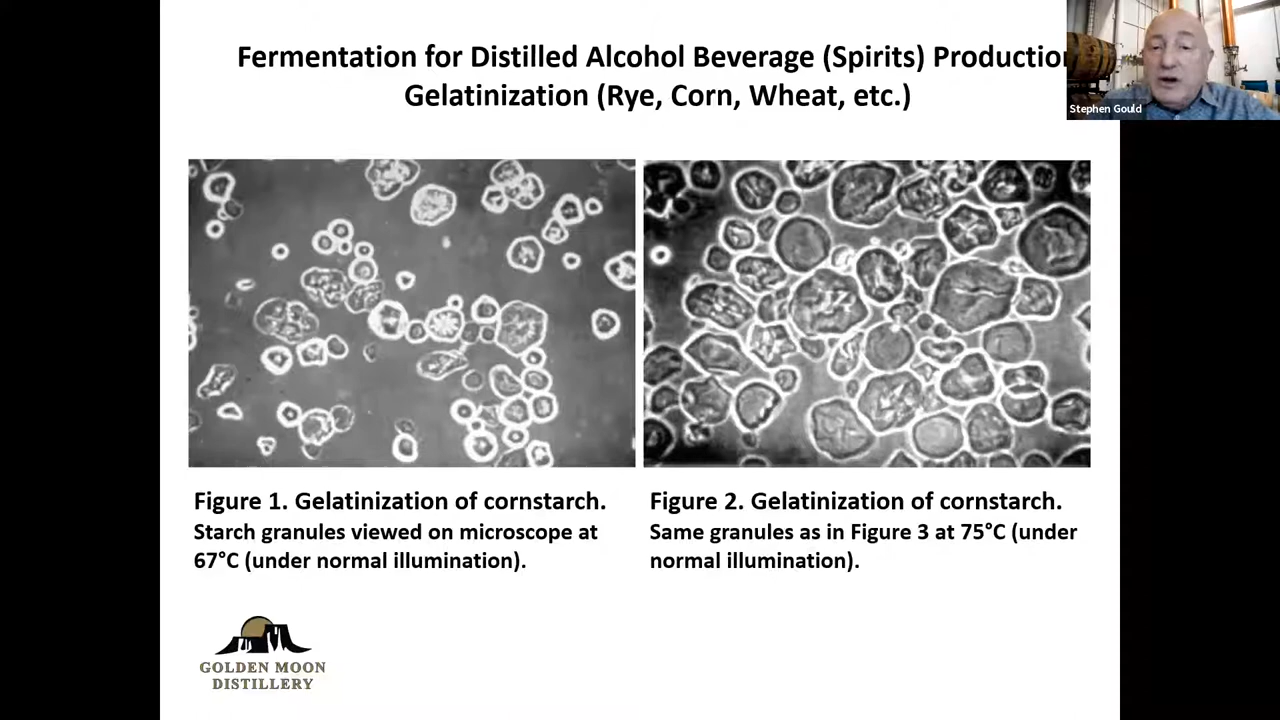 Fermentation for Distilled Alcohol Beverage (Spirits) Productio
Gelatinization (Rye, Corn, Wheat, etc.)
Stephen Gould
Figure 1. Gelatinization of cornstarch.
Starch granules viewed on microscope at
67°C (under normal illumination).
Figure 2. Gelatinization of cornstarch.
Same granules as in Figure 3 at 75°C (under
normal illumination).
GOLDEN MOON
DISTILLERY